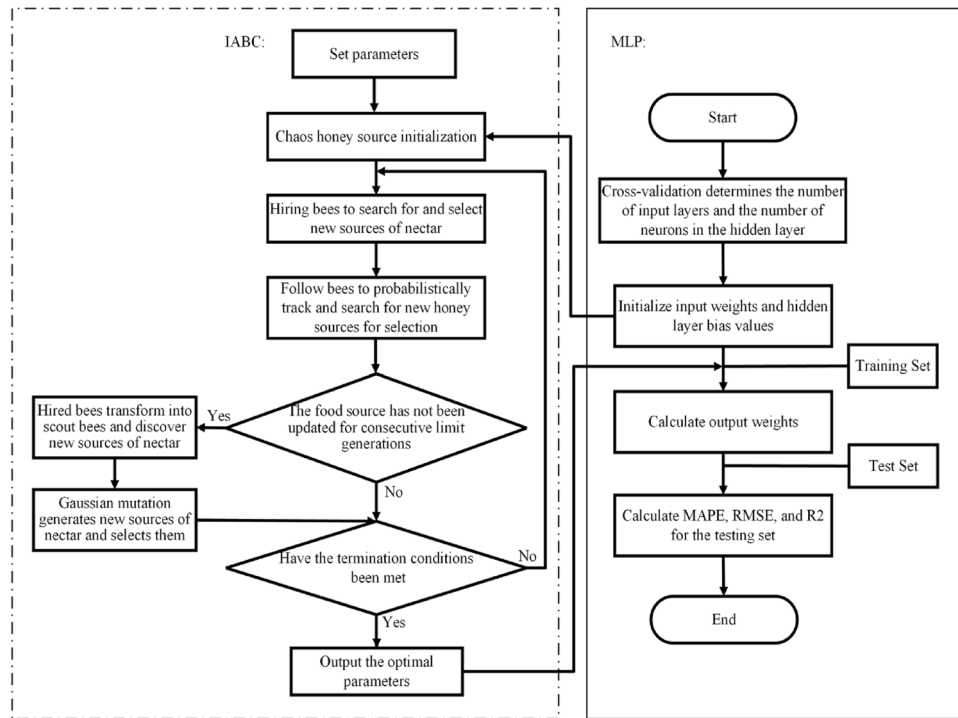 IABC:
Set parameters
Chaos honey source initialization
Hiring bees to search for and select
new sources of nectar
Follow bees to probabilistically
track and search for new honey
sources for selection
The food source has not been
updated for consecutive limit
generations
Yes
Hired bees transform into
scout bees and discover
new sources of nectar
Gaussian mutation
generates new sources of
nectar and selects them
No
Have the termination conditions
been met
No
Yes
Output the optimal
parameters
MLP:
Start
Cross-validation determines the
number of input layers and the number of
neurons in the hidden layer
Initialize input weights and hidden
layer bias values
Training Set
Calculate output weights
Test Set
Calculate MAPE, RMSE, and R2
for the testing set
End